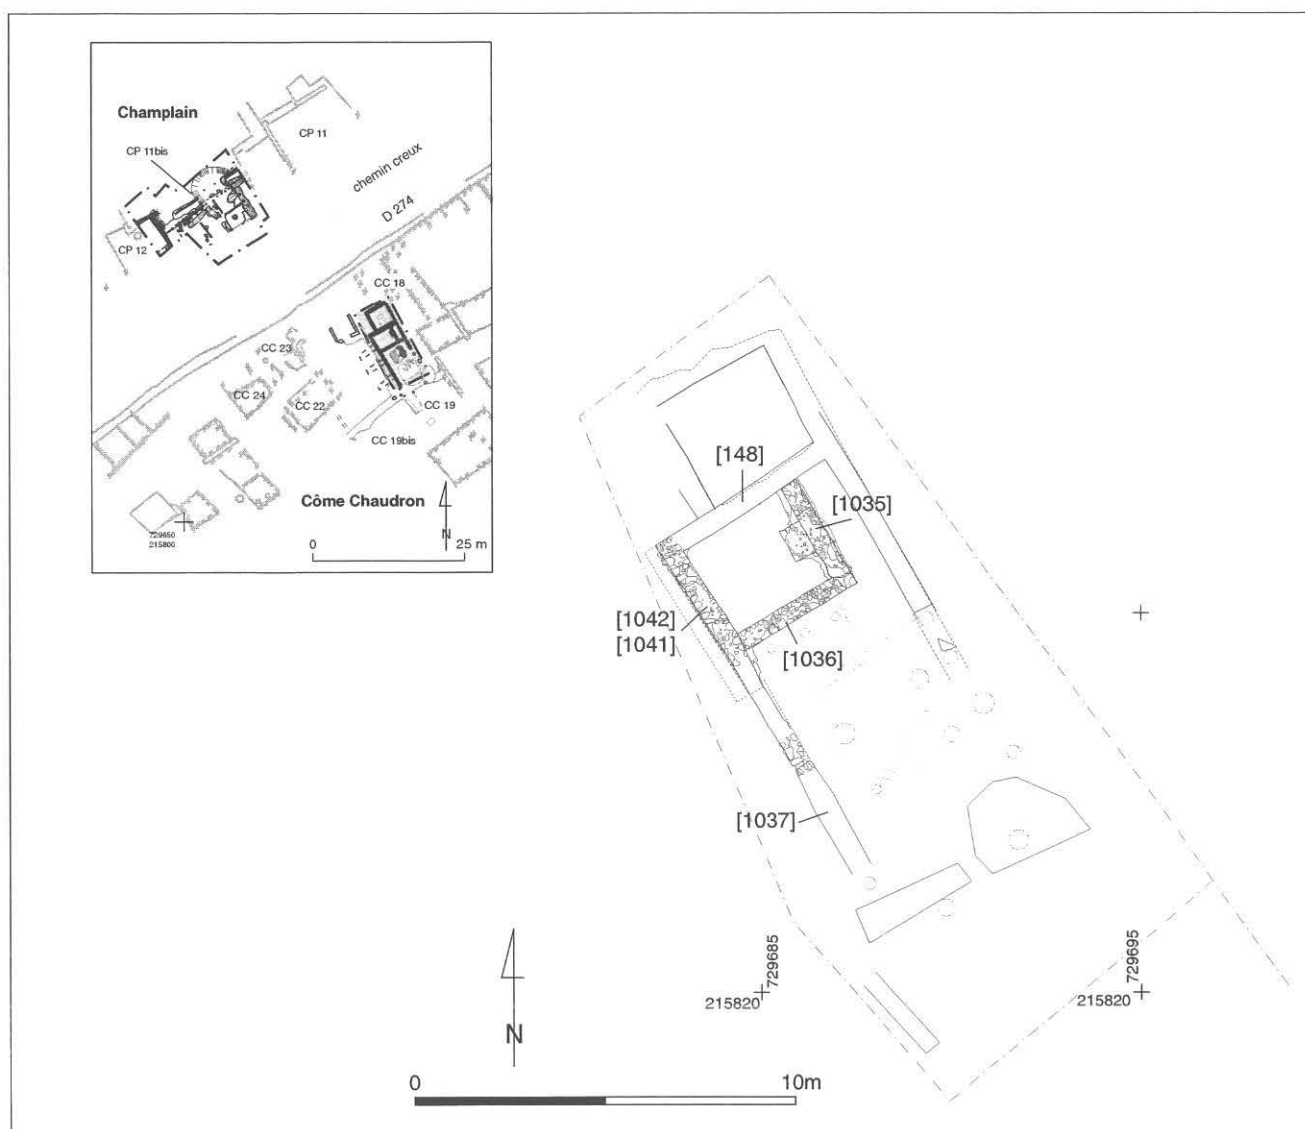 Champlain
CP 11
CP 11bis
chemin creux
D 274
CP 12
CC 18
CC 23
CC 24
CC 22
CC 19
CC 19bis
Côme Chaudron
729650
215800
N
0 25 m
[148]
[1035]
[1042]
[1041]
[1036]
[1037]
729685
215820
729695
215820
N
0 10m